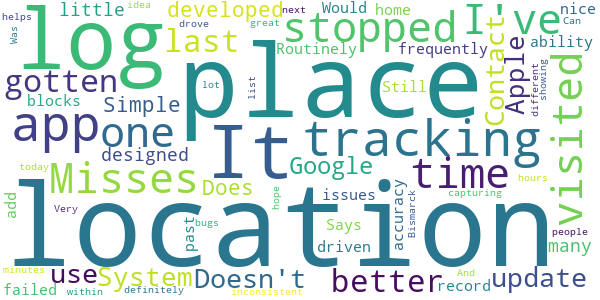 helps
Was
drove
idea
great
next
Can
little
developed
Would
home
nice
log
last
stopped
I've
gotten
Routinely
frequently
Contact
Apple
ability
blocks
Simple
lot
list
place
different
showing
visited
app
one
It
tracking
designed
Google
time
today
Misses
Does
issues
hope
accuracy
Bismarck
capturing
hours
add
Very
past
bugs
location
Says
driven
And
people
many
failed
use
System
Doesn't
better
record
update
minutes
within
definitely
inconsistent